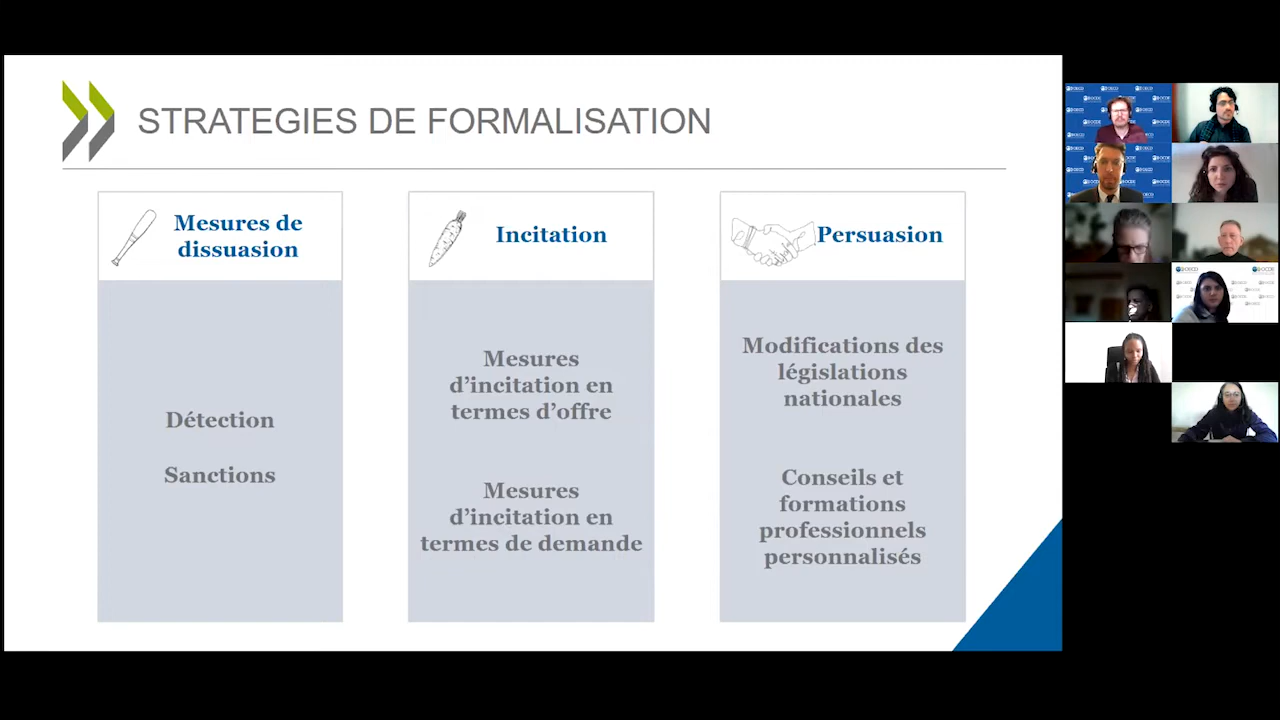 STRATEGIES DE FORMALISATION
Mesures de
dissuasion
Détection
Sanctions
Incitation
Mesures
d’incitation en
termes d’offre
Mesures
d’incitation en
termes de demande
Persuasion
Modifications des
législations
nationales
Conseils et
formations
professionnels
personnalisés